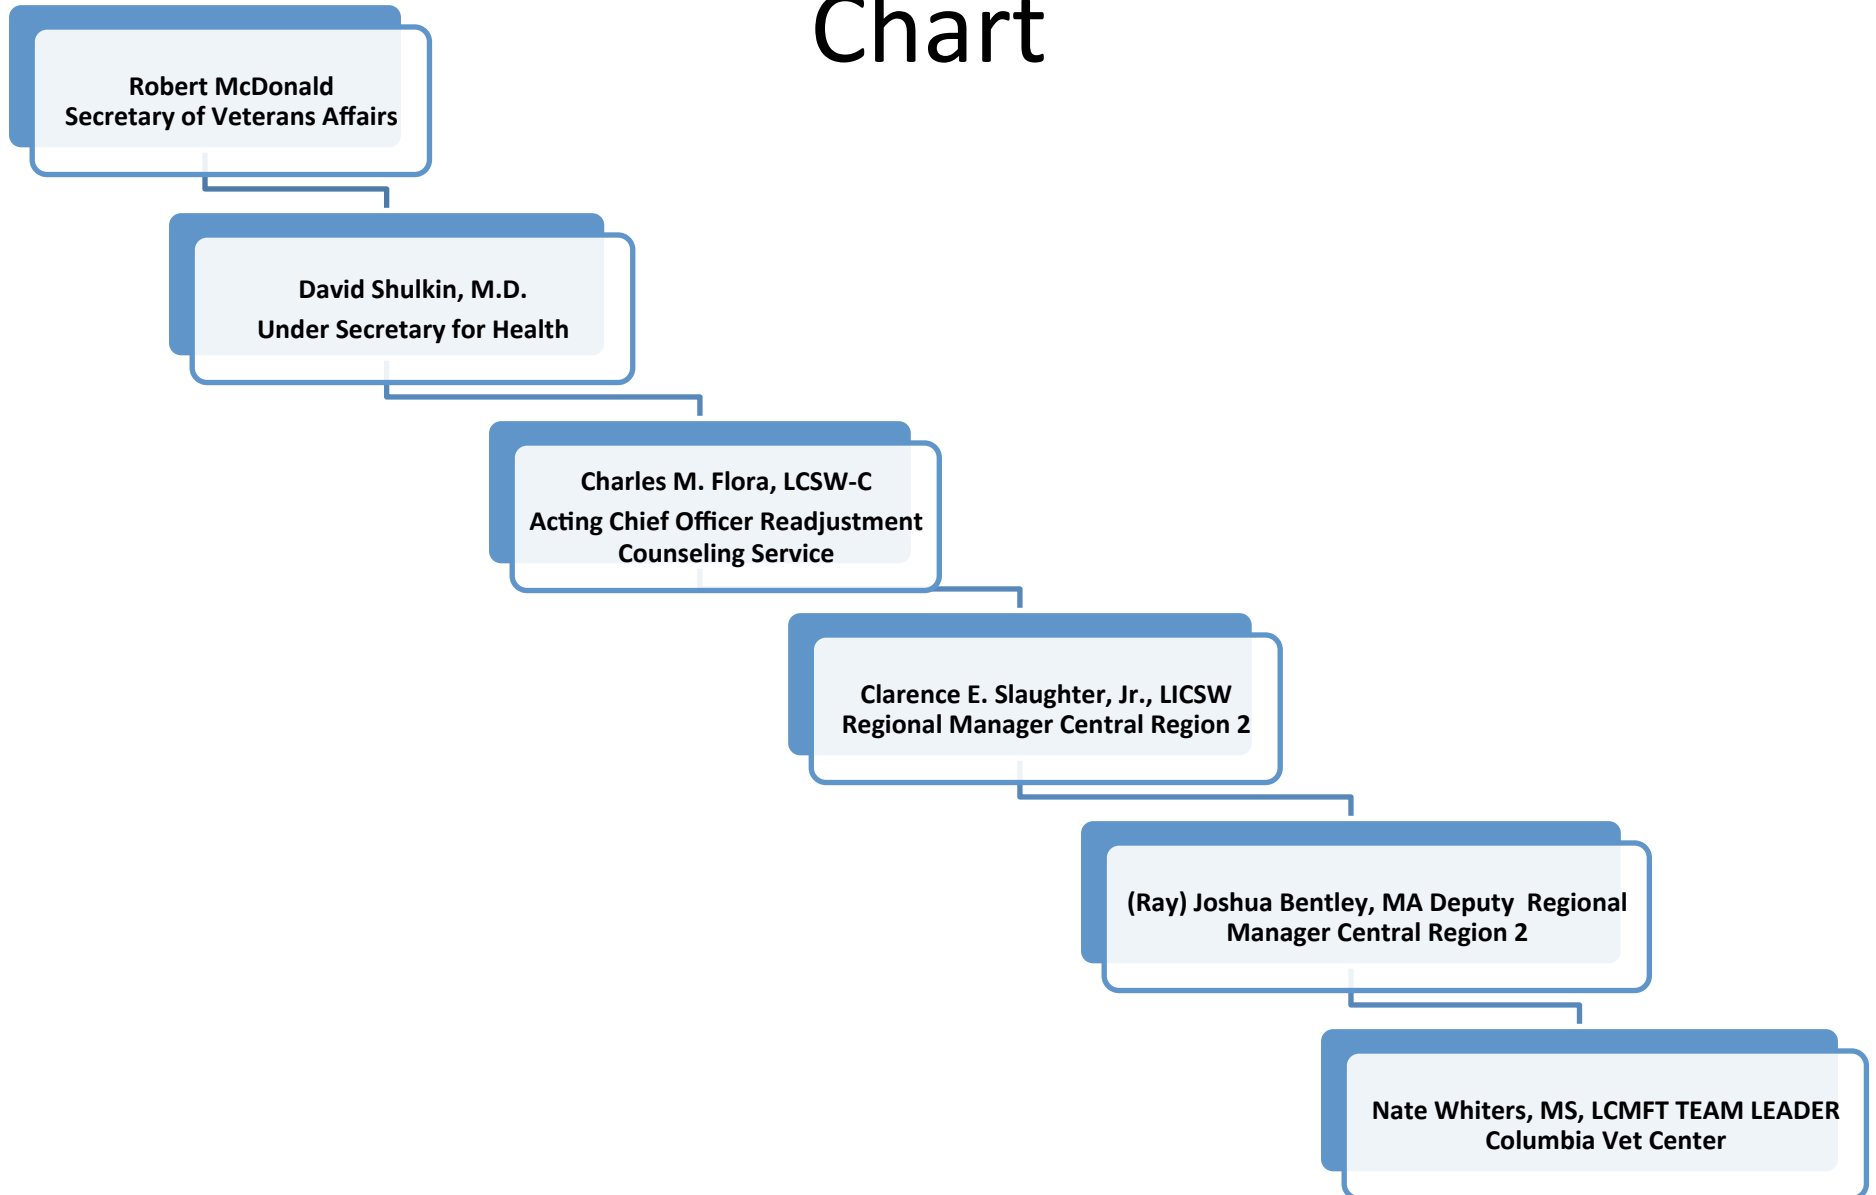 Chart
Robert McDonald
Secretary of Veterans Affairs
David Shulkin, M.D.
Under Secretary for Health
Charles M. Flora, LCSW-C
Acting Chief Officer Readjustment
Counseling Service
Clarence E. Slaughter, Jr., LICSW
Regional Manager Central Region 2
(Ray) Joshua Bentley, MA Deputy  Regional
Manager Central Region 2
Nate Whiters, MS, LCMFT TEAM LEADER
Columbia Vet Center